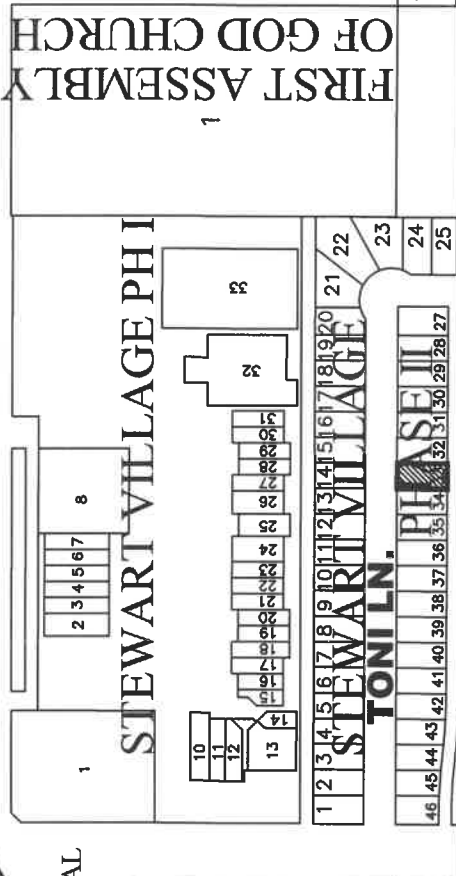 FIRST ASSEMBLY
OF GOD CHURCH
1
STEWART VILLAGE PH I
1
2 3 4 5 6 7
8
10
11
12
13
14
15 16 17 18 19 20 21 22 23 24 25 26 27 28 29 30 31
32
33
1 2 3 4 5 6 7 8 9 10 11 12 13 14 15 16 17 18 19 20
21
22
23
24
25
STEWART VILLAGE
PHASE II
TONI LN.
46 45 44 43 42 41 40 39 38 37 36 35 34 32 31 30 29 28 27
AL